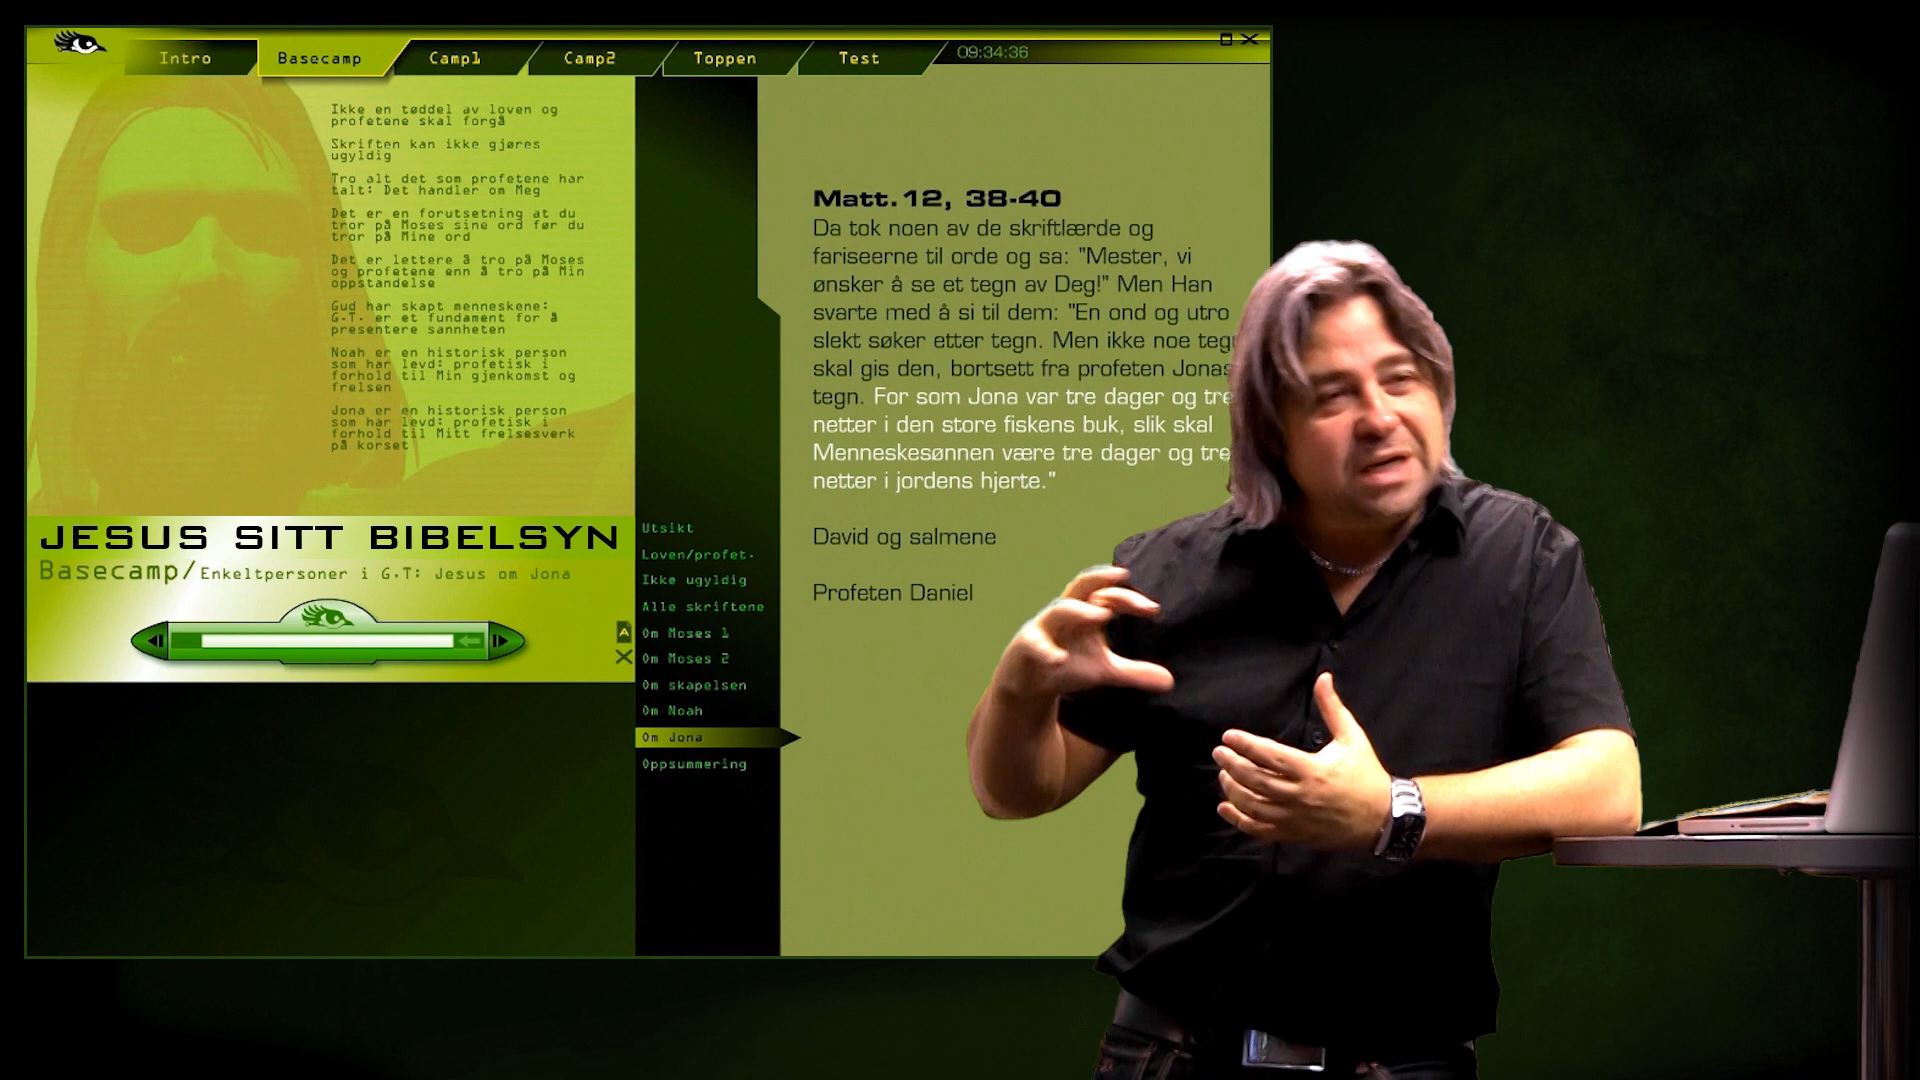 Intro
Basecamp
Camp1
Camp2
Toppen
Test
09:34:36
Ikke en tøddel av loven og
profetene skal forgå
Skriften kan ikke gjøres
ugyldig
Tro alt det som profetene har
talt: Det handler om Meg
Det er en forutsetning at du
tror på Moses sine ord før du
tror på Mine ord
Det er lettere å tro på Moses
og profetene enn å tro på Min
oppstandelse
Gud har skapt menneskene:
G.T. er et fundament for å
presentere sannheten
Noah er en historisk person
som har levd: profetisk i
forhold til Min gjenkomst og
frelsen
Jona er en historisk person
som har levd: profetisk i
forhold til Mitt frelsesverk
på korset
JESUS SITT BIBELSYN
Basecamp/Enkeltpersoner i G.T: Jesus om Jona
A
Utsikt
Loven/profet.
Ikke ugyldig
Alle skriftene
Om Moses 1
Om Moses 2
Om skapelsen
Om Noah
Om Jona
Oppsummering
Matt.12, 38-40
Da tok noen av de skriftlærde og
fariseerne til orde og sa: "Mester, vi
ønsker å se et tegn av Deg!" Men Han
svarte med å si til dem: "En ond og utro
slekt søker etter tegn. Men ikke noe teg
skal gis den, bortsett fra profeten Jonas
tegn. For som Jona var tre dager og tre
netter i den store fiskens buk, slik skal
Menneskesønnen være tre dager og tre
netter i jordens hjerte."
David og salmene
Profeten Daniel